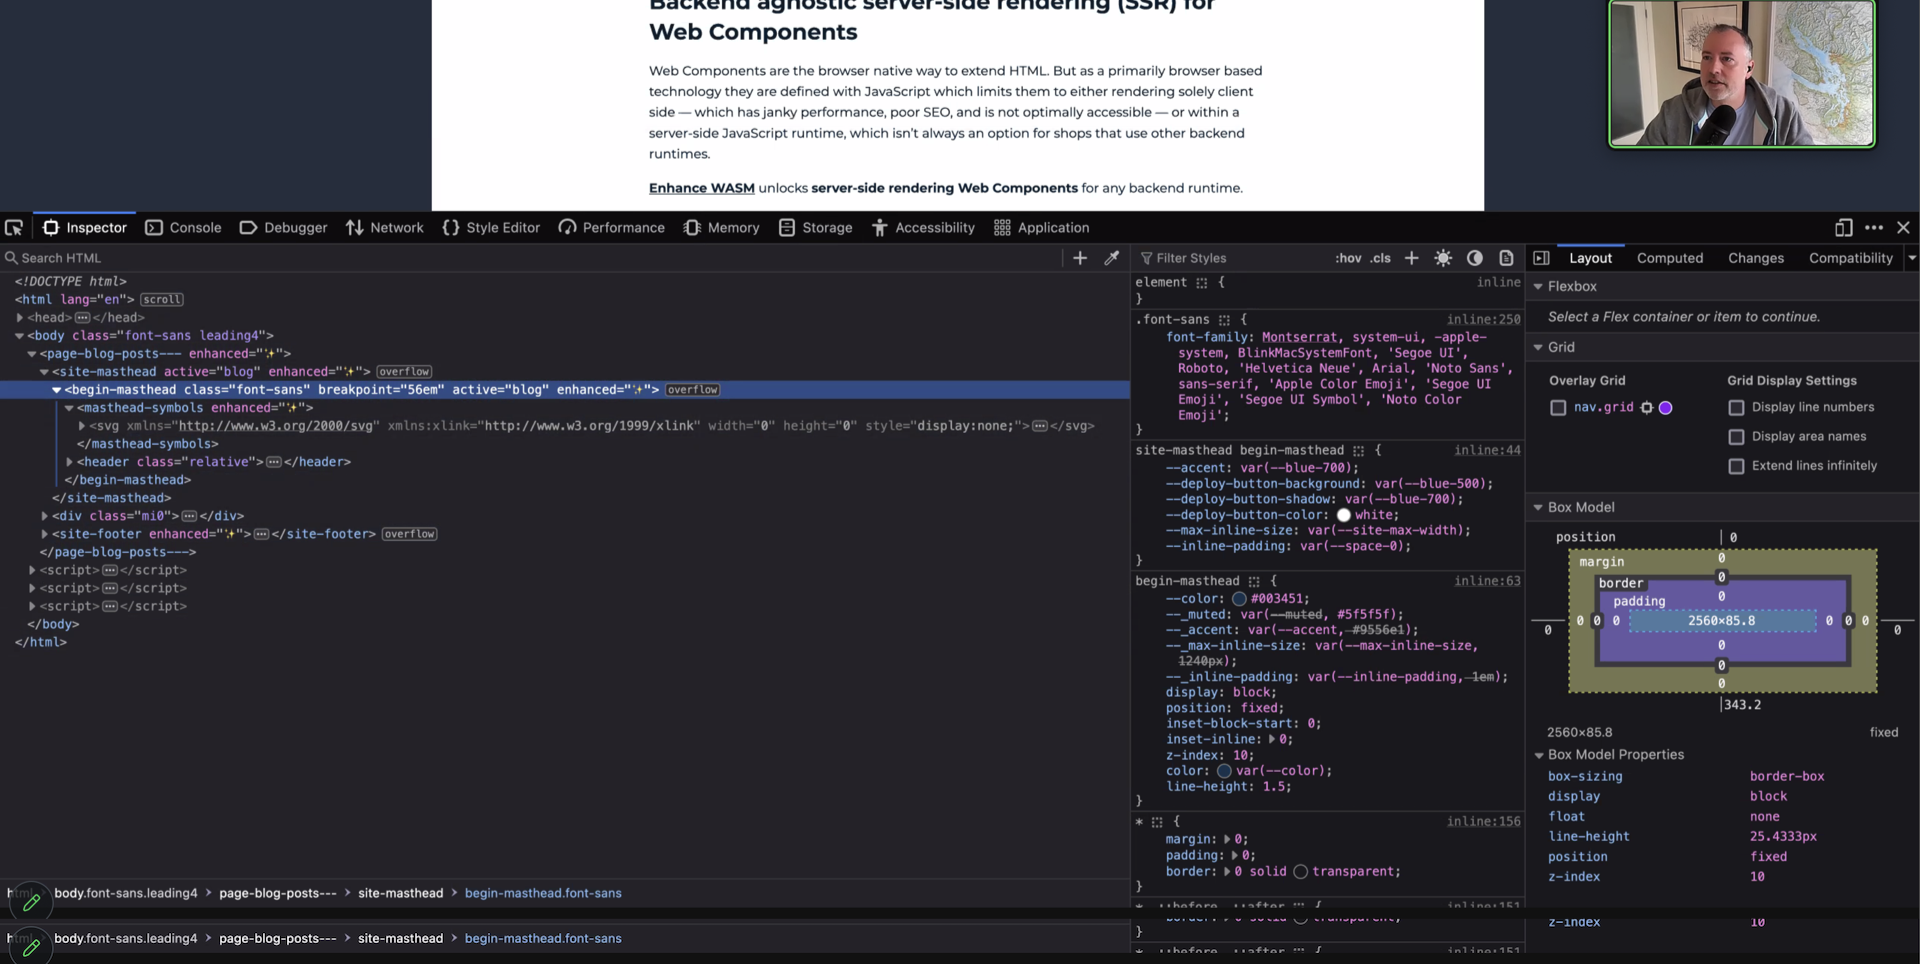 Backend agnostic server-side rendering (SSR) for
Web Components
Web Components are the browser native way to extend HTML. But as a primarily browser based
technology they are defined with JavaScript which limits them to either rendering solely client
side — which has janky performance, poor SEO, and is not optimally accessible — or within a
server-side JavaScript runtime, which isn't always an option for shops that use other backend
runtimes.
Enhance WASM unlocks server-side rendering Web Components for any backend runtime.
Inspector Console Debugger Network Style Editor Performance Memory Storage Accessibility Application
Search HTML
<!DOCTYPE html>
<html lang="en"> scroll
<head> </head>
<body class="font-sans leading4">
<page-blog-posts--- enhanced="✨">
<site-masthead active="blog" enhanced="✨"> overflow
<begin-masthead class="font-sans" breakpoint="56em" active="blog" enhanced="✨"> overflow
<masthead-symbols enhanced="✨">
<svg xmlns="http://www.w3.org/2000/svg" xmlns:xlink="http://www.w3.org/1999/xlink" width="0" height="0" style="display:none;"> </svg>
</masthead-symbols>
<header class="relative"> </header>
</begin-masthead>
</site-masthead>
<div class="mi0"> </div>
<site-footer enhanced="✨"> </site-footer> overflow
</page-blog-posts--->
<script> </script>
<script> </script>
<script> </script>
</body>
</html>
body.font-sans.leading4 > page-blog-posts--- > site-masthead > begin-masthead.font-sans
body.font-sans.leading4 > page-blog-posts--- > site-masthead > begin-masthead.font-sans
Filter Styles :hov .cls +
element { inline
}
.font-sans { inline:250
font-family: Montserrat, system-ui, -apple-
system, BlinkMacSystemFont, 'Segoe UI',
Roboto, 'Helvetica Neue', Arial, 'Noto Sans',
sans-serif, 'Apple Color Emoji', 'Segoe UI
Emoji', 'Segoe UI Symbol', 'Noto Color
Emoji';
}
site-masthead begin-masthead { inline:44
--accent: var(--blue-700);
--deploy-button-background: var(--blue-500);
--deploy-button-shadow: var(--blue-700);
--deploy-button-color: white;
--max-inline-size: var(--site-max-width);
--inline-padding: var(--space-0);
}
begin-masthead { inline:63
--color: #003451;
--_muted: var(--muted, #5f5f5f);
--_accent: var(--accent, #9556e1);
--_max-inline-size: var(--max-inline-size,
1240px);
--_inline-padding: var(--inline-padding, 1em);
display: block;
position: fixed;
inset-block-start: 0;
inset-inline: 0;
z-index: 10;
color: var(--color);
line-height: 1.5;
}
* { inline:156
margin: 0;
padding: 0;
border: 0 solid transparent;
}
*, ::before, ::after { inline:151
border: 0 solid transparent;
}
*, ::before, ::after { inline:151
Layout Computed Changes Compatibility
Flexbox
Select a Flex container or item to continue.
Grid
Overlay Grid
nav.grid
Grid Display Settings
Display line numbers
Display area names
Extend lines infinitely
Box Model
position 0
margin 0
border 0
padding 0
0 0 0 0 2560×85.8 0 0 0 0
0
0
0
343.2
2560×85.8 fixed
Box Model Properties
box-sizing border-box
display block
float none
line-height 25.4333px
position fixed
z-index 10
z-index 10